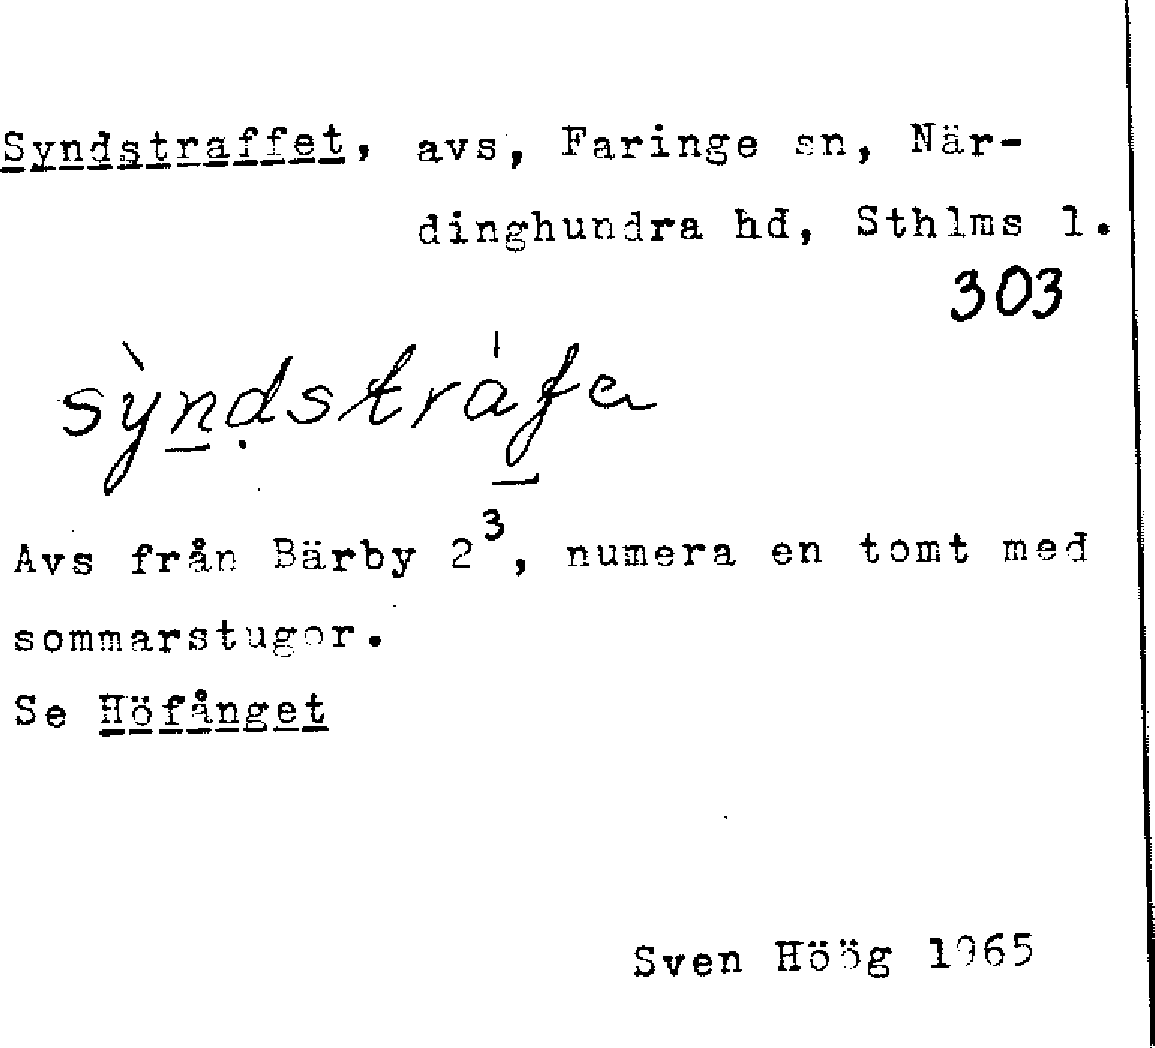 Syndstraffet, avs, Faringe sn, När-
dinghundra hd, Sthlms l.
303
sỳndstráfe
Avs från Bärby 2³, numera en tomt med
sommarstugor.
Se Höfånget
Sven Höög 1965